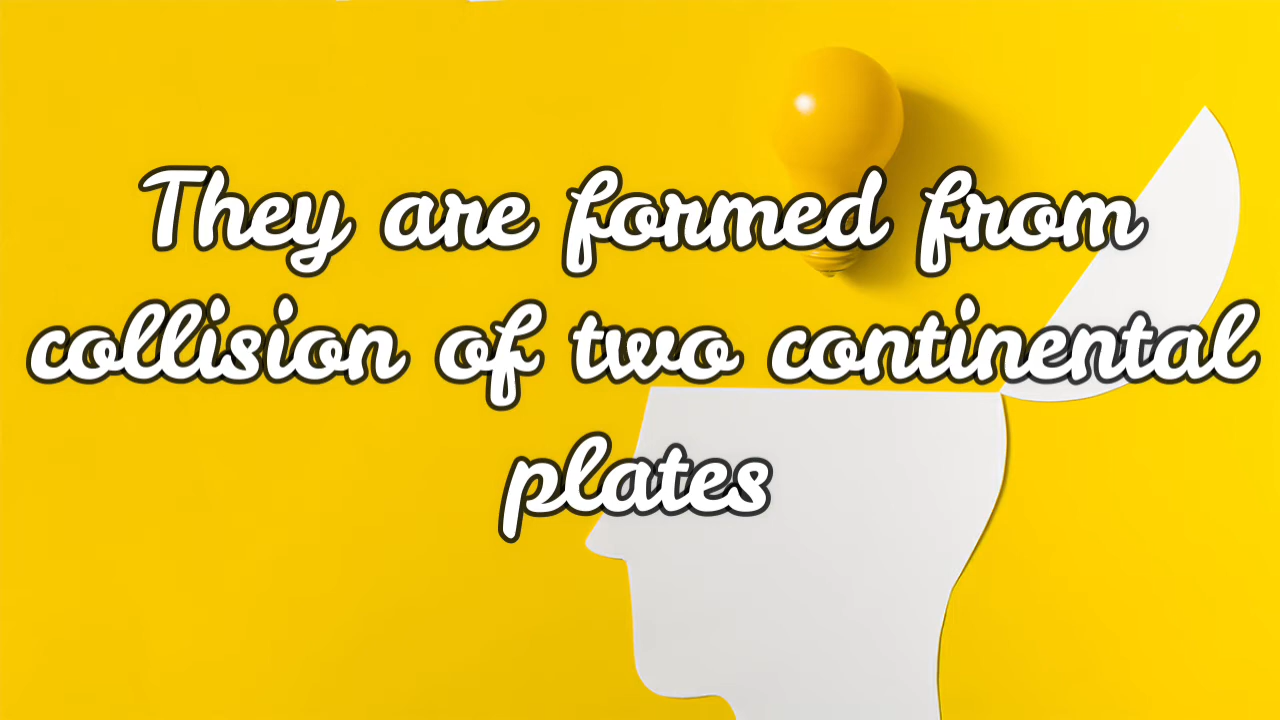 They are formed from
collision of two continental
plates